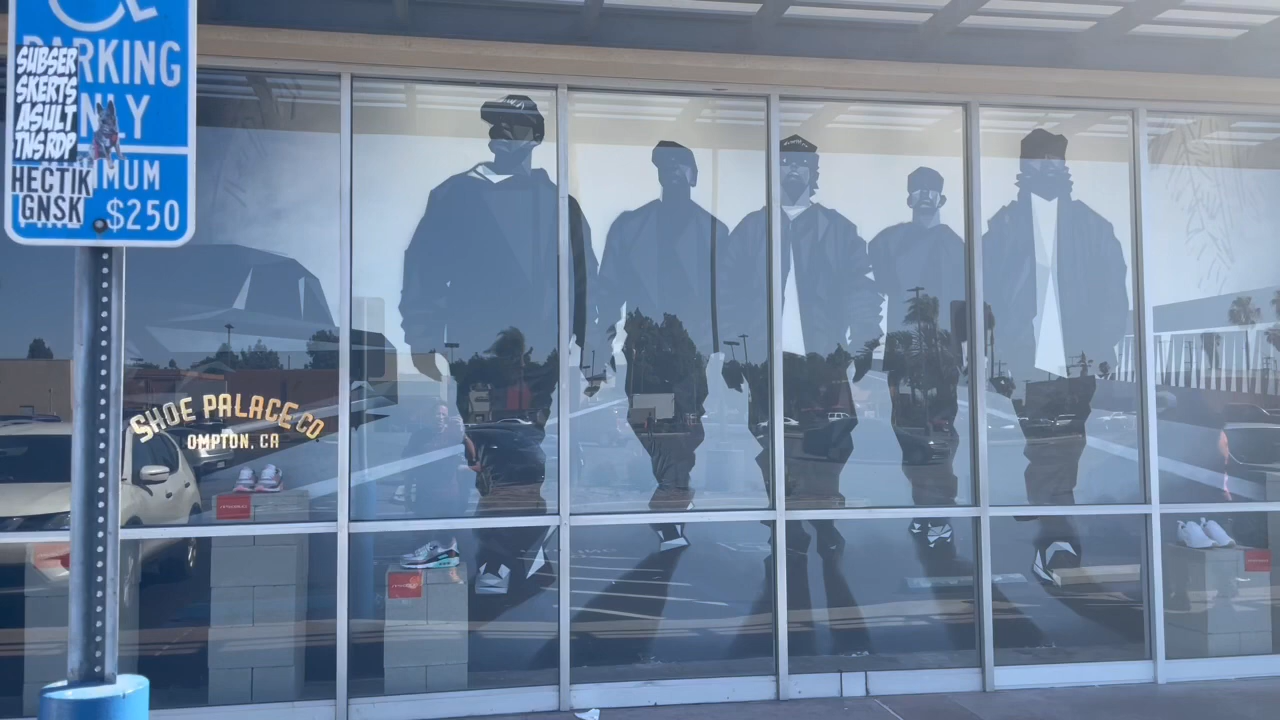 PARKING
ONLY
MUM
$250
SUBSER
SKERTS
ASULT
TNS RDP
HECTIK
GNSK
SHOE PALACE CO
OMPTON, CA